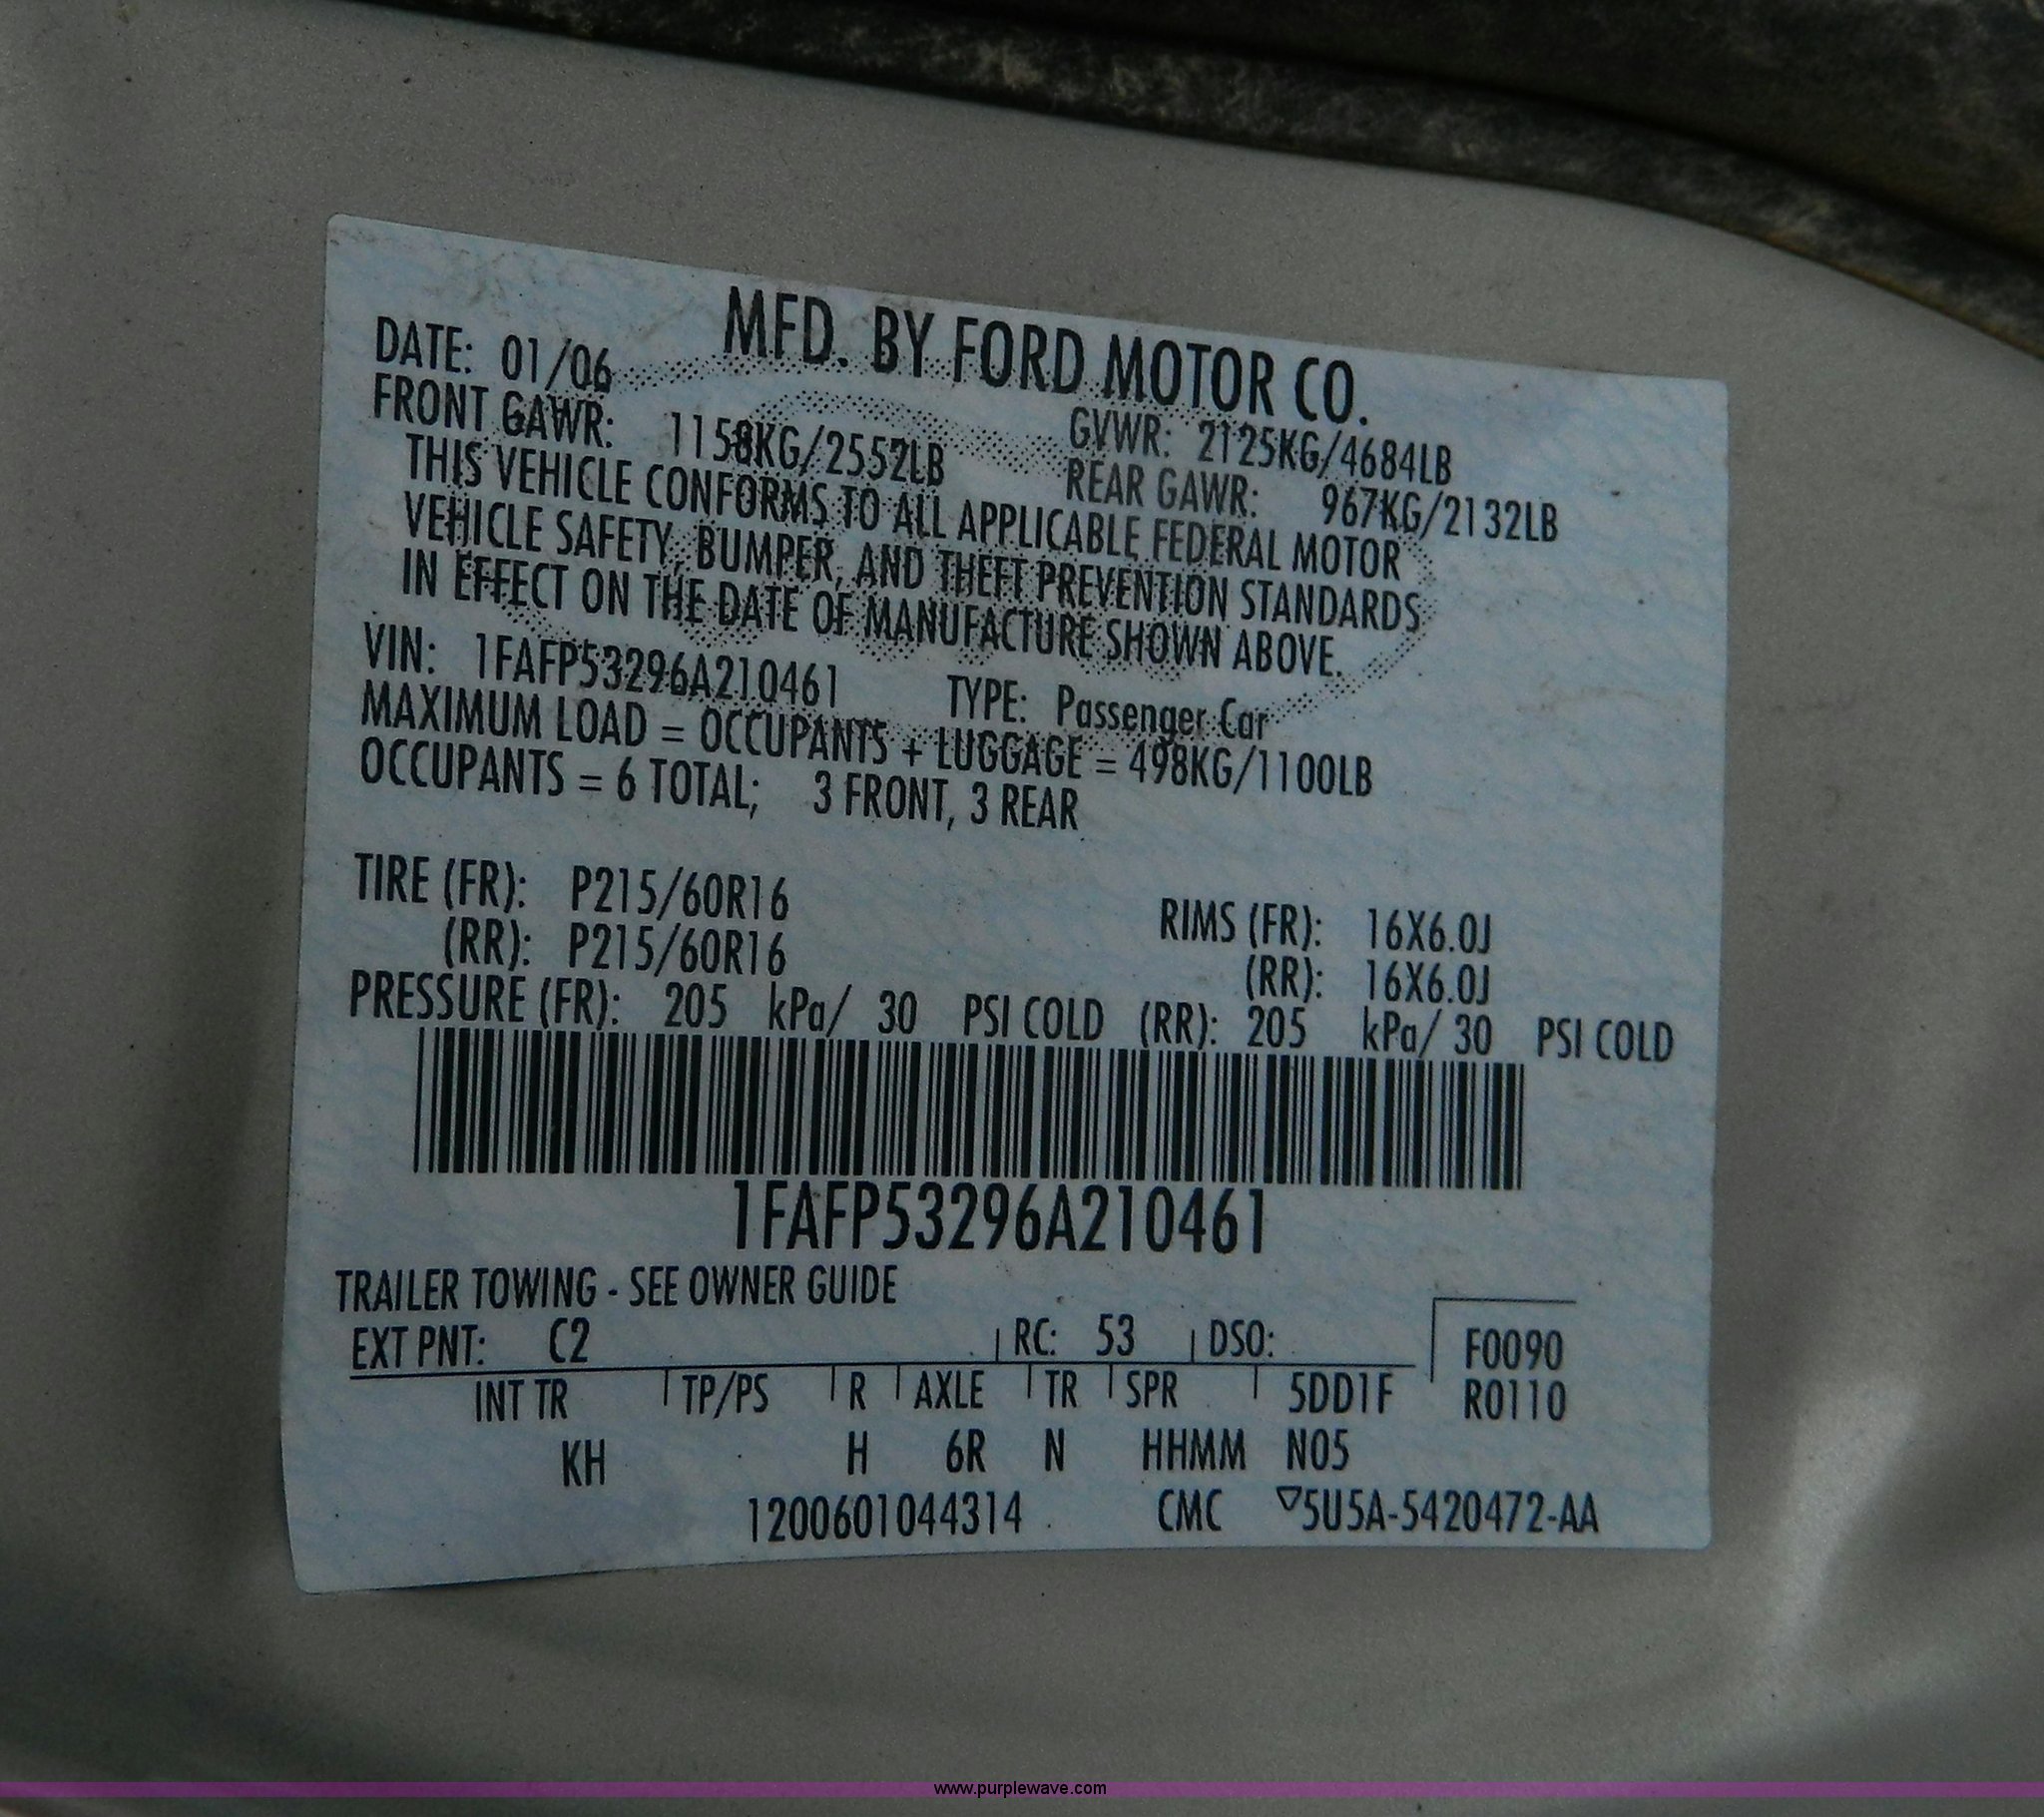 MFD. BY FORD MOTOR CO.
DATE: 01/06 GVWR: 2125KG/4684LB
FRONT GAWR: 1158KG/2552LB REAR GAWR: 967KG/2132LB
THIS VEHICLE CONFORMS TO ALL APPLICABLE FEDERAL MOTOR
VEHICLE SAFETY, BUMPER, AND THEFT PREVENTION STANDARDS
IN EFFECT ON THE DATE OF MANUFACTURE SHOWN ABOVE.
VIN: 1FAFP53296A210461 TYPE: Passenger Car
MAXIMUM LOAD = OCCUPANTS + LUGGAGE = 498KG/1100LB
OCCUPANTS = 6 TOTAL; 3 FRONT, 3 REAR
TIRE (FR): P215/60R16 RIMS (FR): 16X6.0J
(RR): P215/60R16 (RR): 16X6.0J
PRESSURE (FR): 205 kPa/ 30 PSI COLD (RR): 205 kPa/ 30 PSI COLD
1FAFP53296A210461
TRAILER TOWING - SEE OWNER GUIDE
EXT PNT: C2 RC: 53 DSO: F0090
INT TR TP/PS R AXLE TR SPR 5DD1F R0110
KH H 6R N HHMM N05
1200601044314 CMC ▽5U5A-5420472-AA
www.purplewave.com